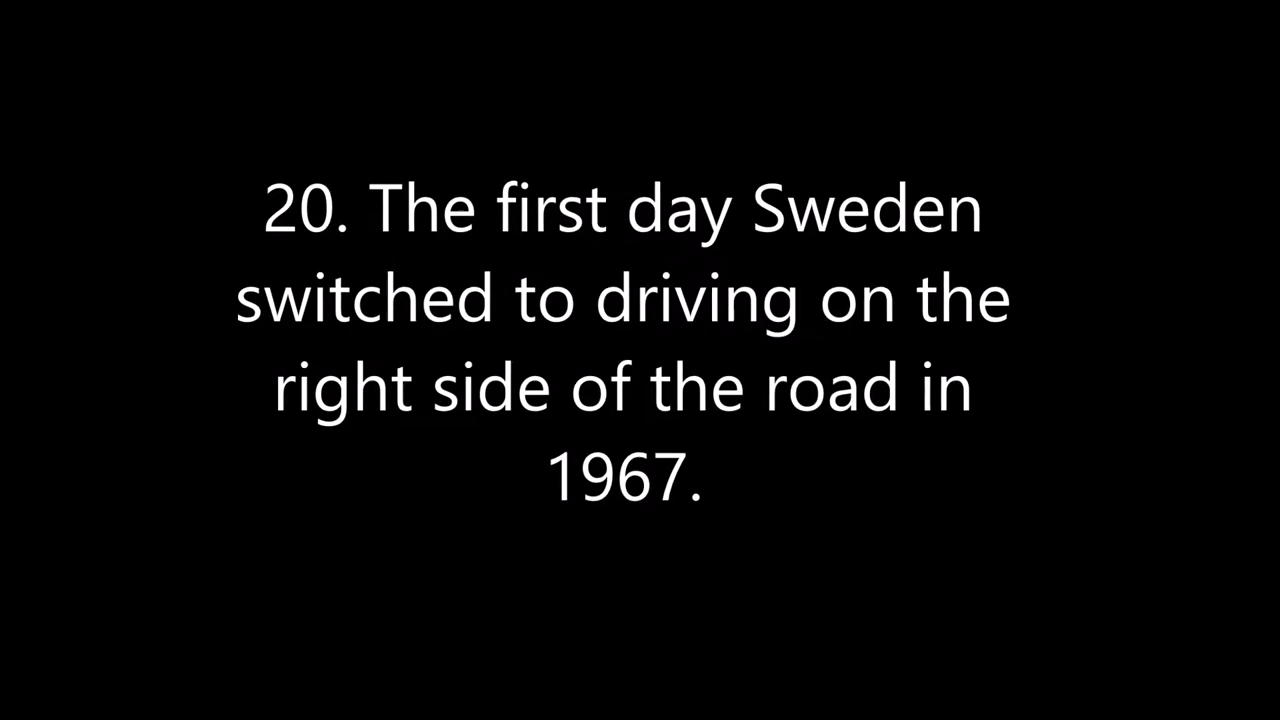 20. The first day Sweden
switched to driving on the
right side of the road in
1967.